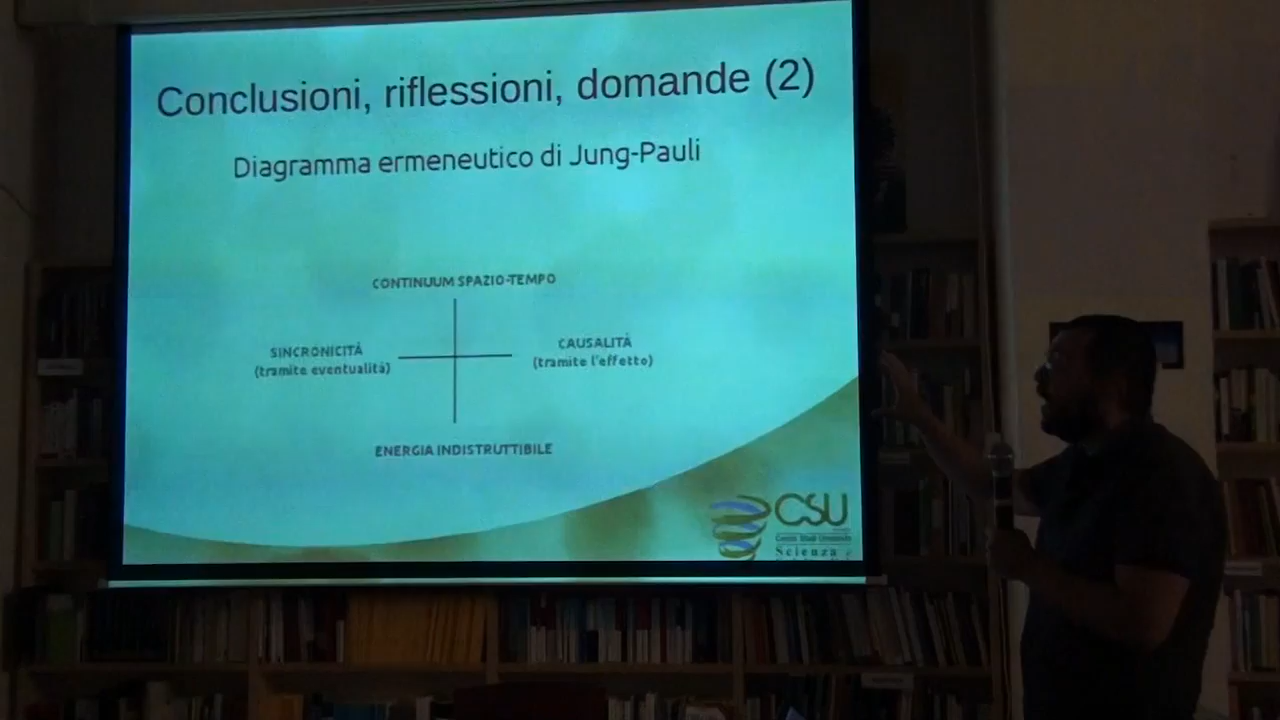 Conclusioni, riflessioni, domande (2)
Diagramma ermeneutico di Jung-Pauli
CONTINUUM SPAZIO-TEMPO
SINCRONICITÀ
(tramite eventualità)
CAUSALITÀ
(tramite l'effetto)
ENERGIA INDISTRUTTIBILE
CSU
Centro Studi
Scienza e